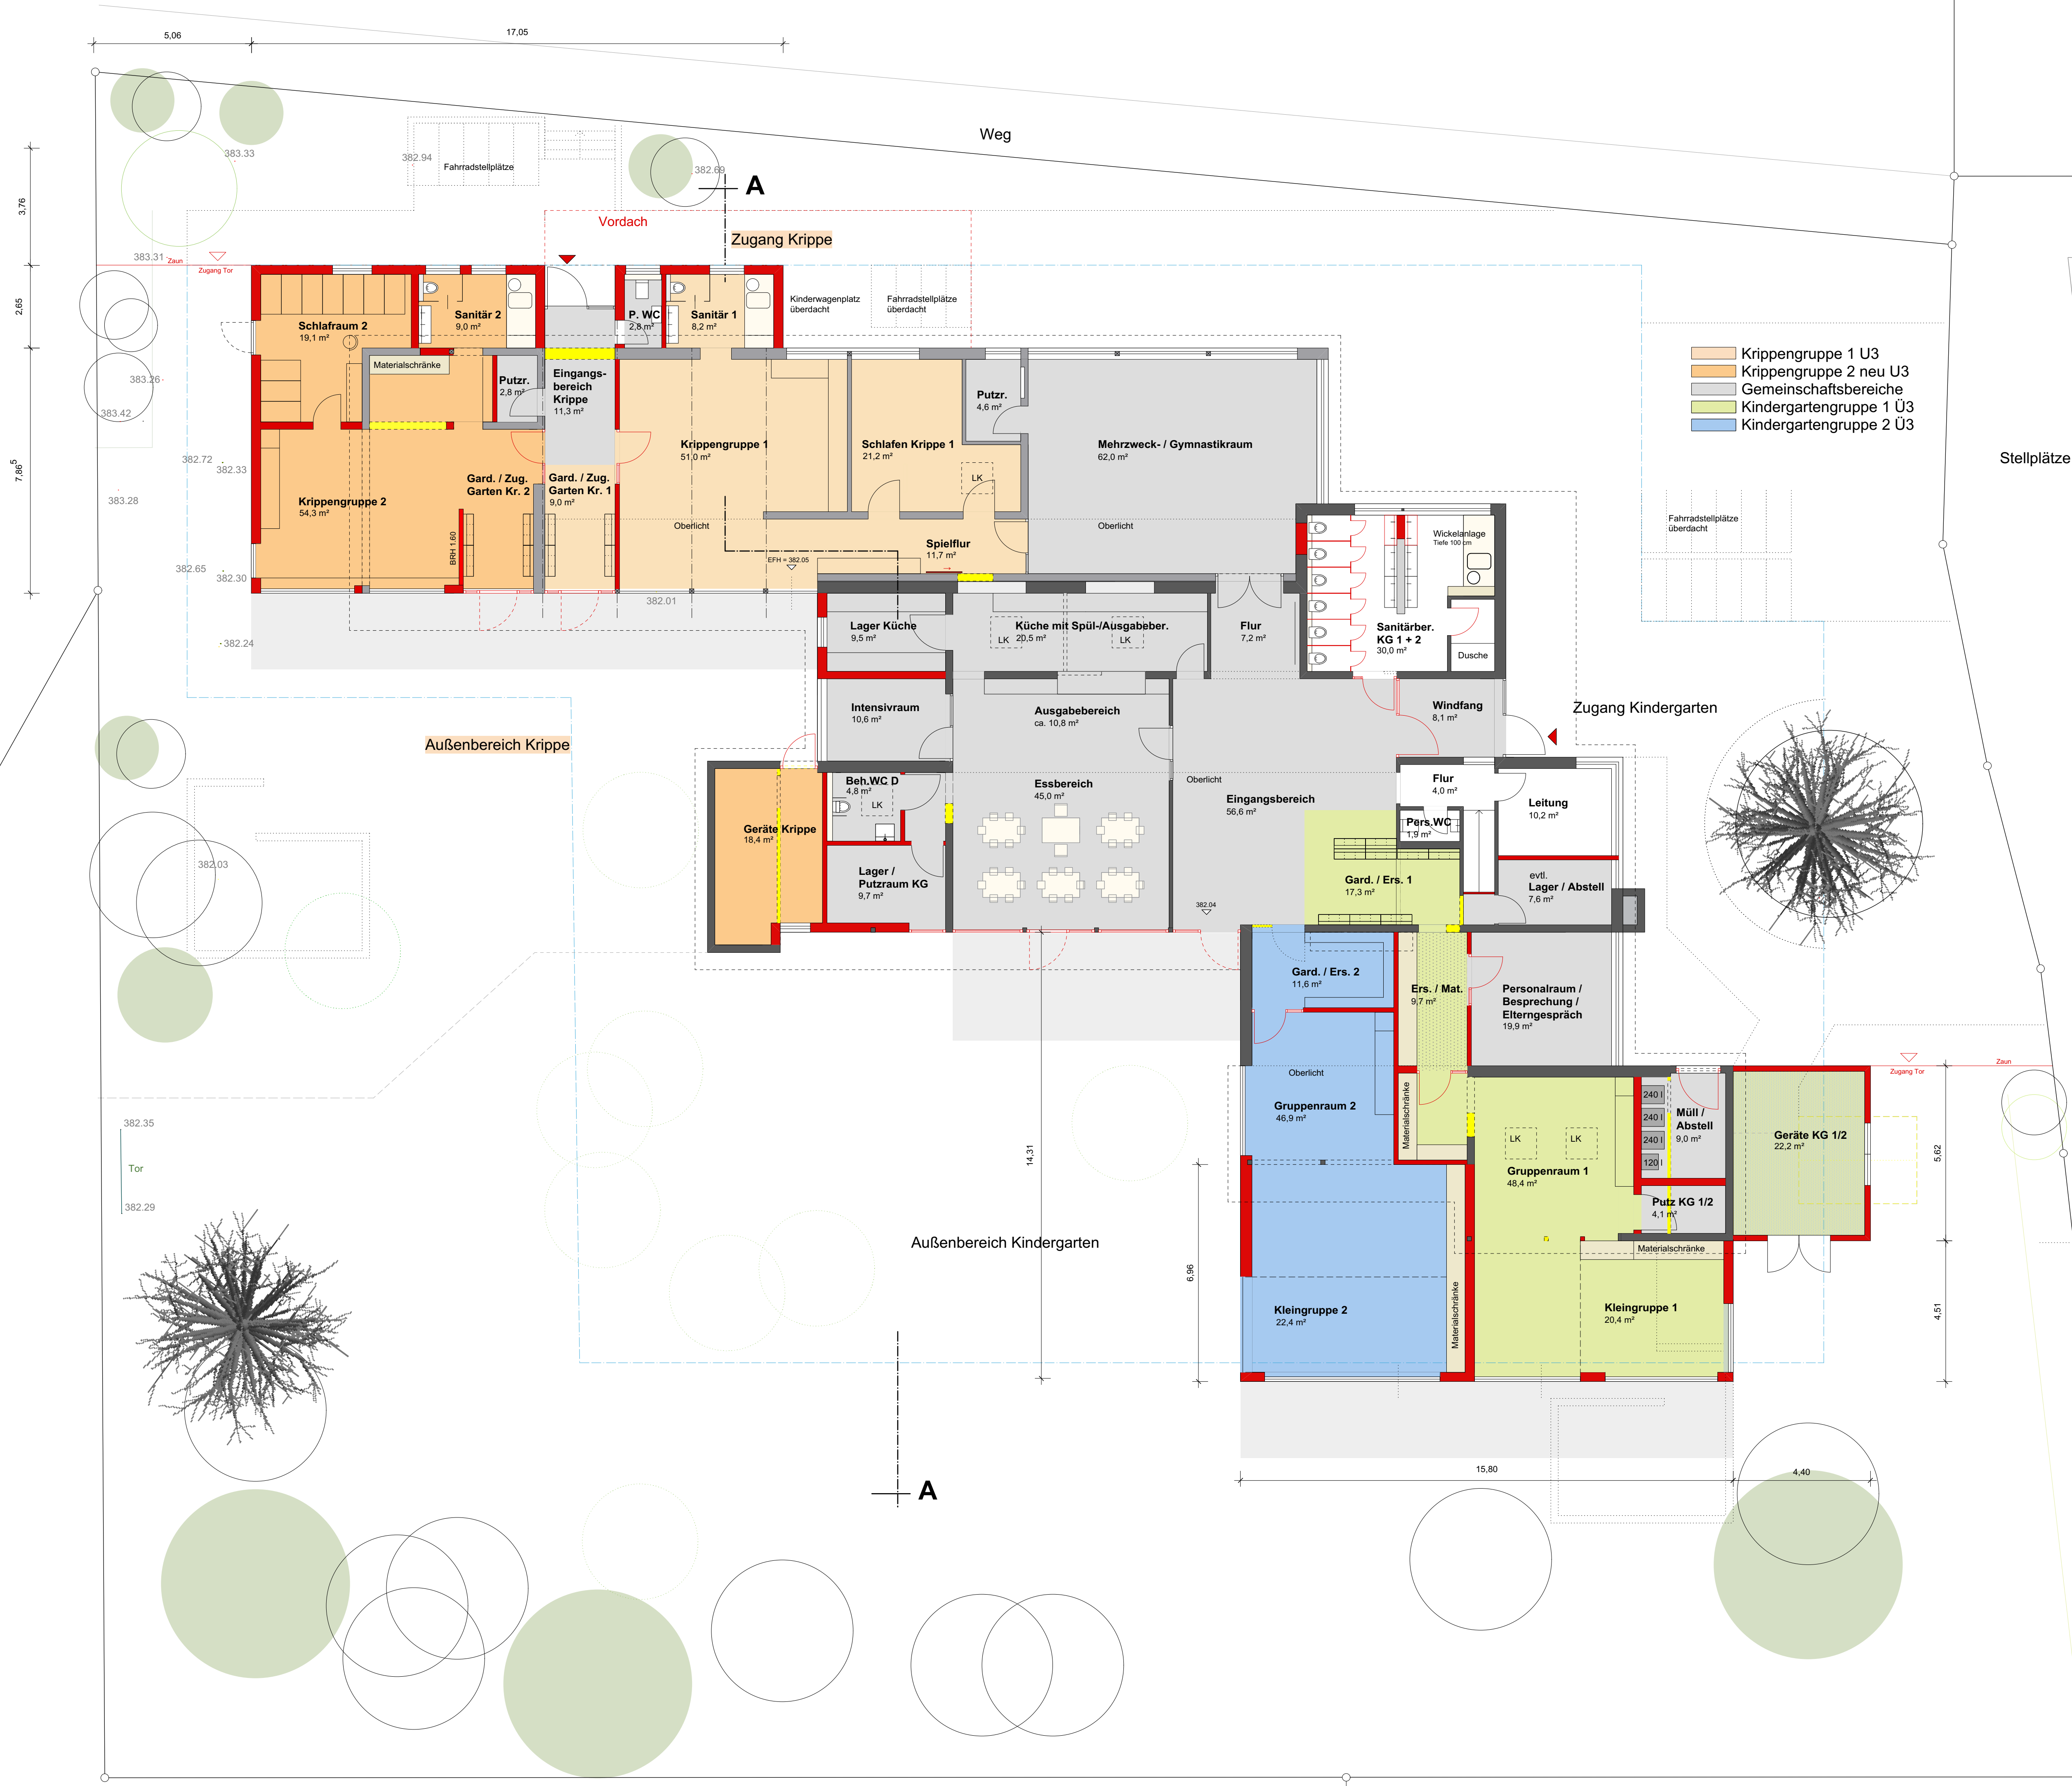 5,06
17,05
Weg
383.33
382.94
Fahrradstellplätze
382.69
A
3,76
Vordach
Zugang Krippe
383.31
Zaun
Zugang Tor
2,65
Kinderwagenplatz
überdacht
Fahrradstellplätze
überdacht
Schlafraum 2
19,1 m²
Sanitär 2
9,0 m²
P. WC
2,8 m²
Sanitär 1
8,2 m²
Krippengruppe 1 U3
Krippengruppe 2 neu U3
Gemeinschaftsbereiche
Kindergartengruppe 1 Ü3
Kindergartengruppe 2 Ü3
383.26
383.42
Materialschränke
Putzr.
2,8 m²
Eingangs-
bereich
Krippe
11,3 m²
Putzr.
4,6 m²
Krippengruppe 1
51,0 m²
Schlafen Krippe 1
21,2 m²
LK
Mehrzweck- / Gymnastikraum
62,0 m²
Stellplätze
7,86⁵
382.72
382.33
383.28
Krippengruppe 2
54,3 m²
Gard. / Zug.
Garten Kr. 2
Gard. / Zug.
Garten Kr. 1
9,0 m²
BRH 1.60
Oberlicht
Oberlicht
Spielflur
11,7 m²
EFH = 382.05
Wickelanlage
Tiefe 100 cm
Fahrradstellplätze
überdacht
382.65
382.30
382.01
382.24
Lager Küche
9,5 m²
Küche mit Spül-/Ausgabeber.
20,5 m²
LK
LK
Flur
7,2 m²
Sanitärber.
KG 1 + 2
30,0 m²
Dusche
Intensivraum
10,6 m²
Ausgabebereich
ca. 10,8 m²
Windfang
8,1 m²
Zugang Kindergarten
Außenbereich Krippe
Beh.WC D
4,8 m²
LK
Essbereich
45,0 m²
Oberlicht
Eingangsbereich
56,6 m²
Flur
4,0 m²
Pers.WC
1,9 m²
Leitung
10,2 m²
Geräte Krippe
18,4 m²
382.03
Lager /
Putzraum KG
9,7 m²
Gard. / Ers. 1
17,3 m²
evtl.
Lager / Abstell
7,6 m²
382.04
Gard. / Ers. 2
11,6 m²
Ers. / Mat.
9,7 m²
Personalraum /
Besprechung /
Elterngespräch
19,9 m²
Oberlicht
Zaun
Zugang Tor
Gruppenraum 2
46,9 m²
Materialschränke
240 l
240 l
240 l
120 l
Müll /
Abstell
9,0 m²
Geräte KG 1/2
22,2 m²
382.35
Tor
382.29
14,31
5,62
LK
LK
Gruppenraum 1
48,4 m²
Putz KG 1/2
4,1 m²
Außenbereich Kindergarten
Materialschränke
6,96
Kleingruppe 2
22,4 m²
Materialschränke
Kleingruppe 1
20,4 m²
4,51
A
15,80
4,40